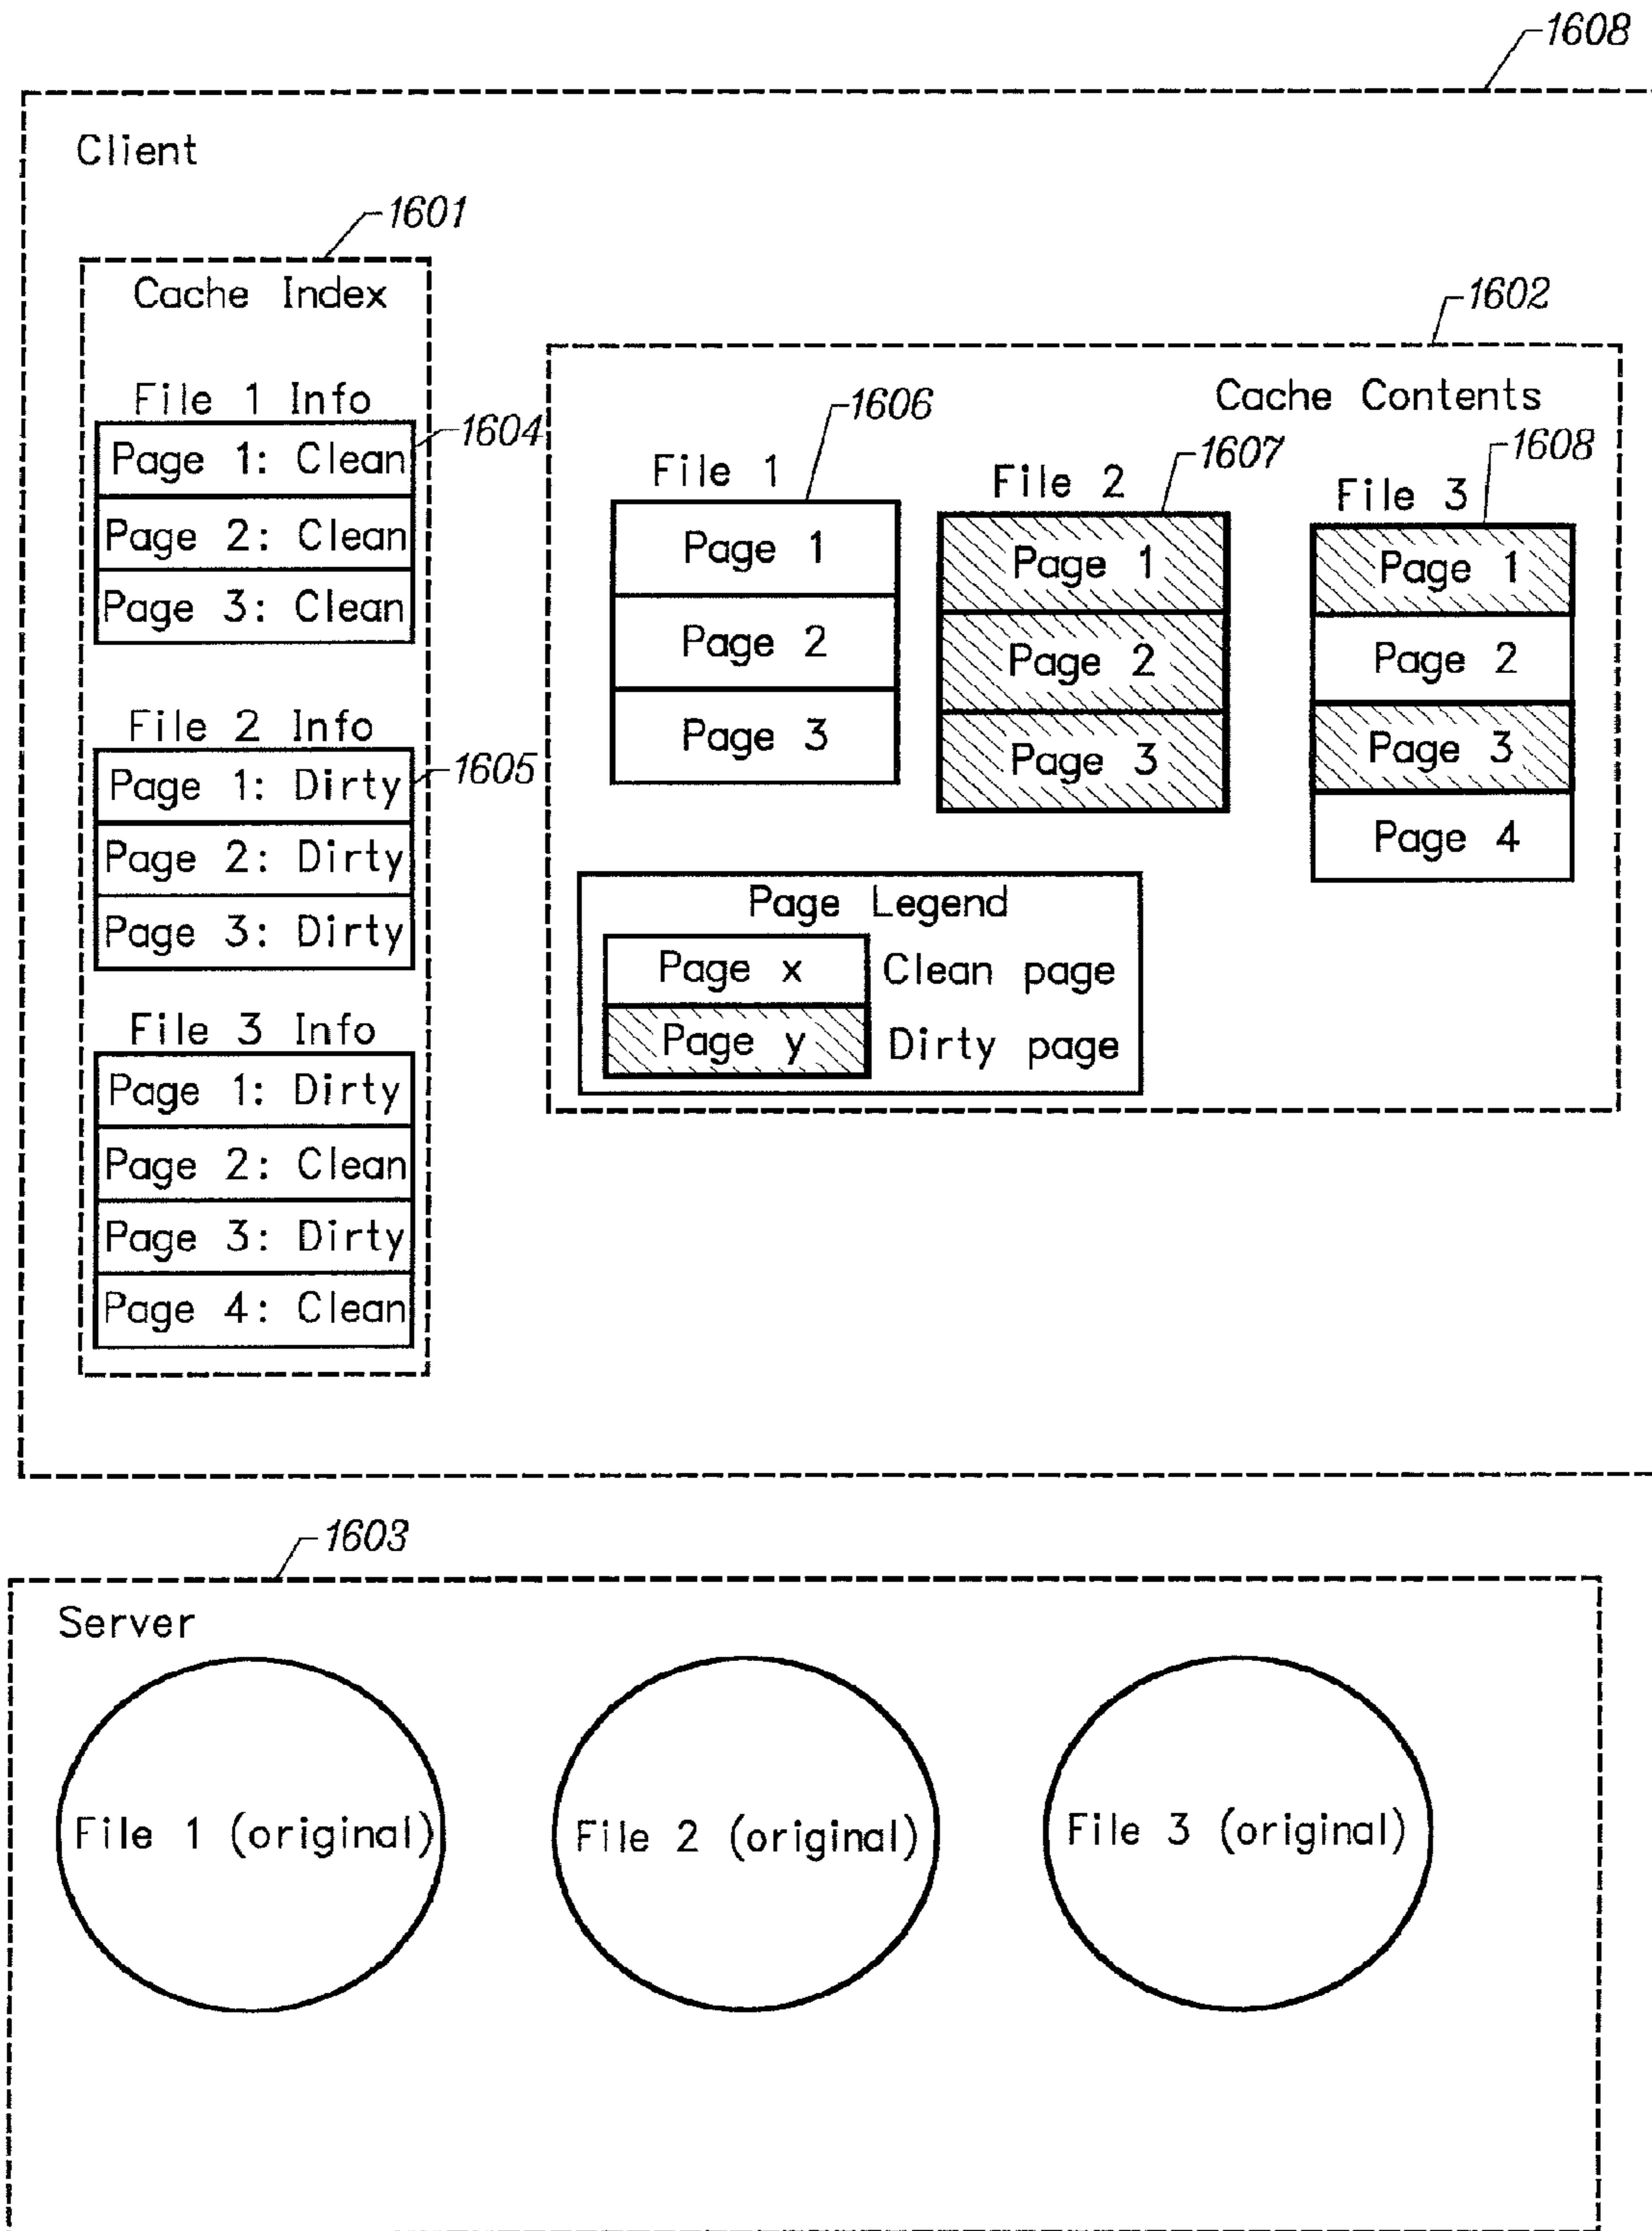 1608
Client
1601
Cache Index
File 1 Info
Page 1: Clean
1604
Page 2: Clean
Page 3: Clean
File 2 Info
Page 1: Dirty
1605
Page 2: Dirty
Page 3: Dirty
File 3 Info
Page 1: Dirty
Page 2: Clean
Page 3: Dirty
Page 4: Clean
1602
Cache Contents
1606
File 1
Page 1
Page 2
Page 3
1607
File 2
Page 1
Page 2
Page 3
1608
File 3
Page 1
Page 2
Page 3
Page 4
Page Legend
Page x Clean page
Page y Dirty page
1603
Server
File 1 (original)
File 2 (original)
File 3 (original)